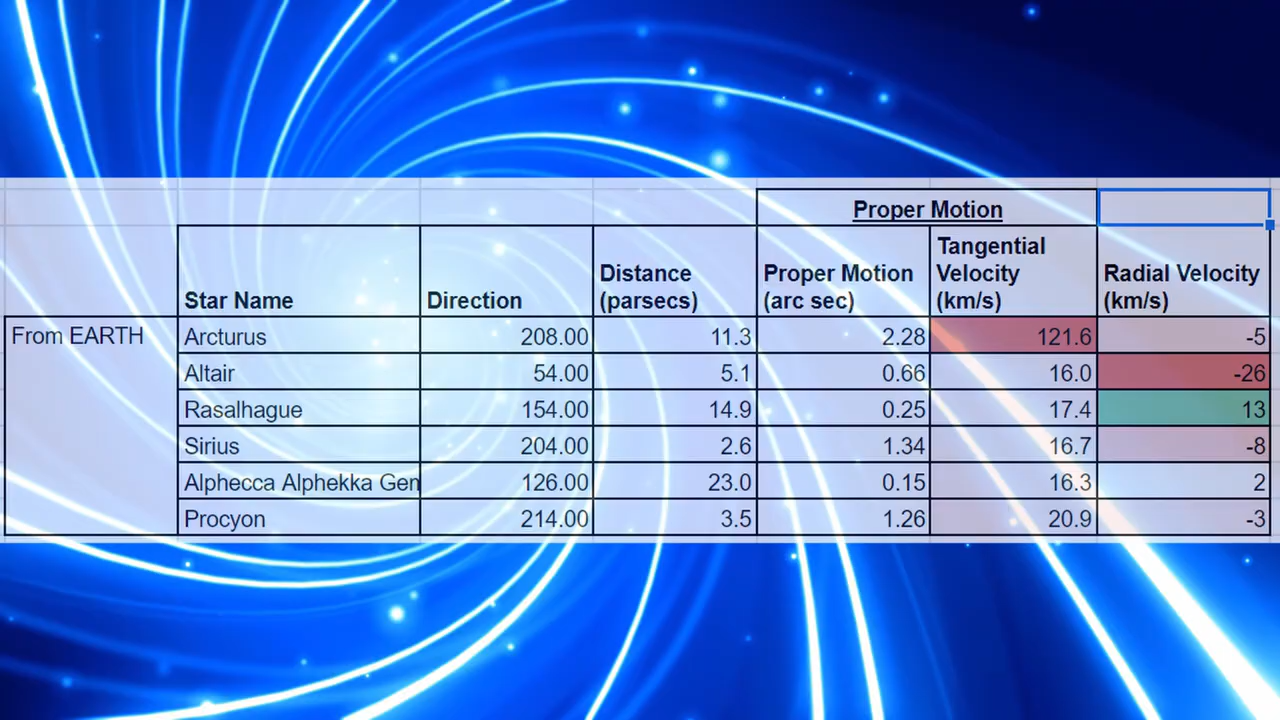 Proper Motion
Star Name Direction Distance (parsecs) Proper Motion (arc sec) Tangential Velocity (km/s) Radial Velocity (km/s)
From EARTH Arcturus 208.00 11.3 2.28 121.6 -5
Altair 54.00 5.1 0.66 16.0 -26
Rasalhague 154.00 14.9 0.25 17.4 13
Sirius 204.00 2.6 1.34 16.7 -8
Alphecca Alphekka Gen 126.00 23.0 0.15 16.3 2
Procyon 214.00 3.5 1.26 20.9 -3